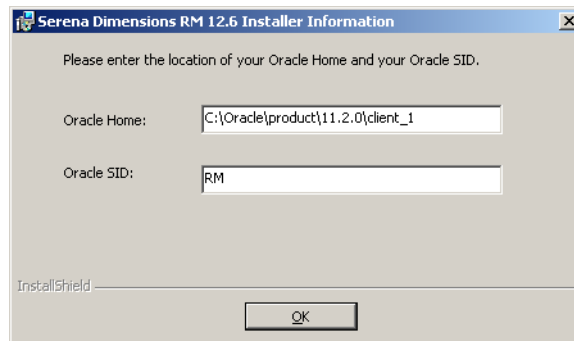 Serena Dimensions RM 12.6 Installer Information
Please enter the location of your Oracle Home and your Oracle SID.
Oracle Home: C:\Oracle\product\11.2.0\client_1
Oracle SID: RM
InstallShield
OK